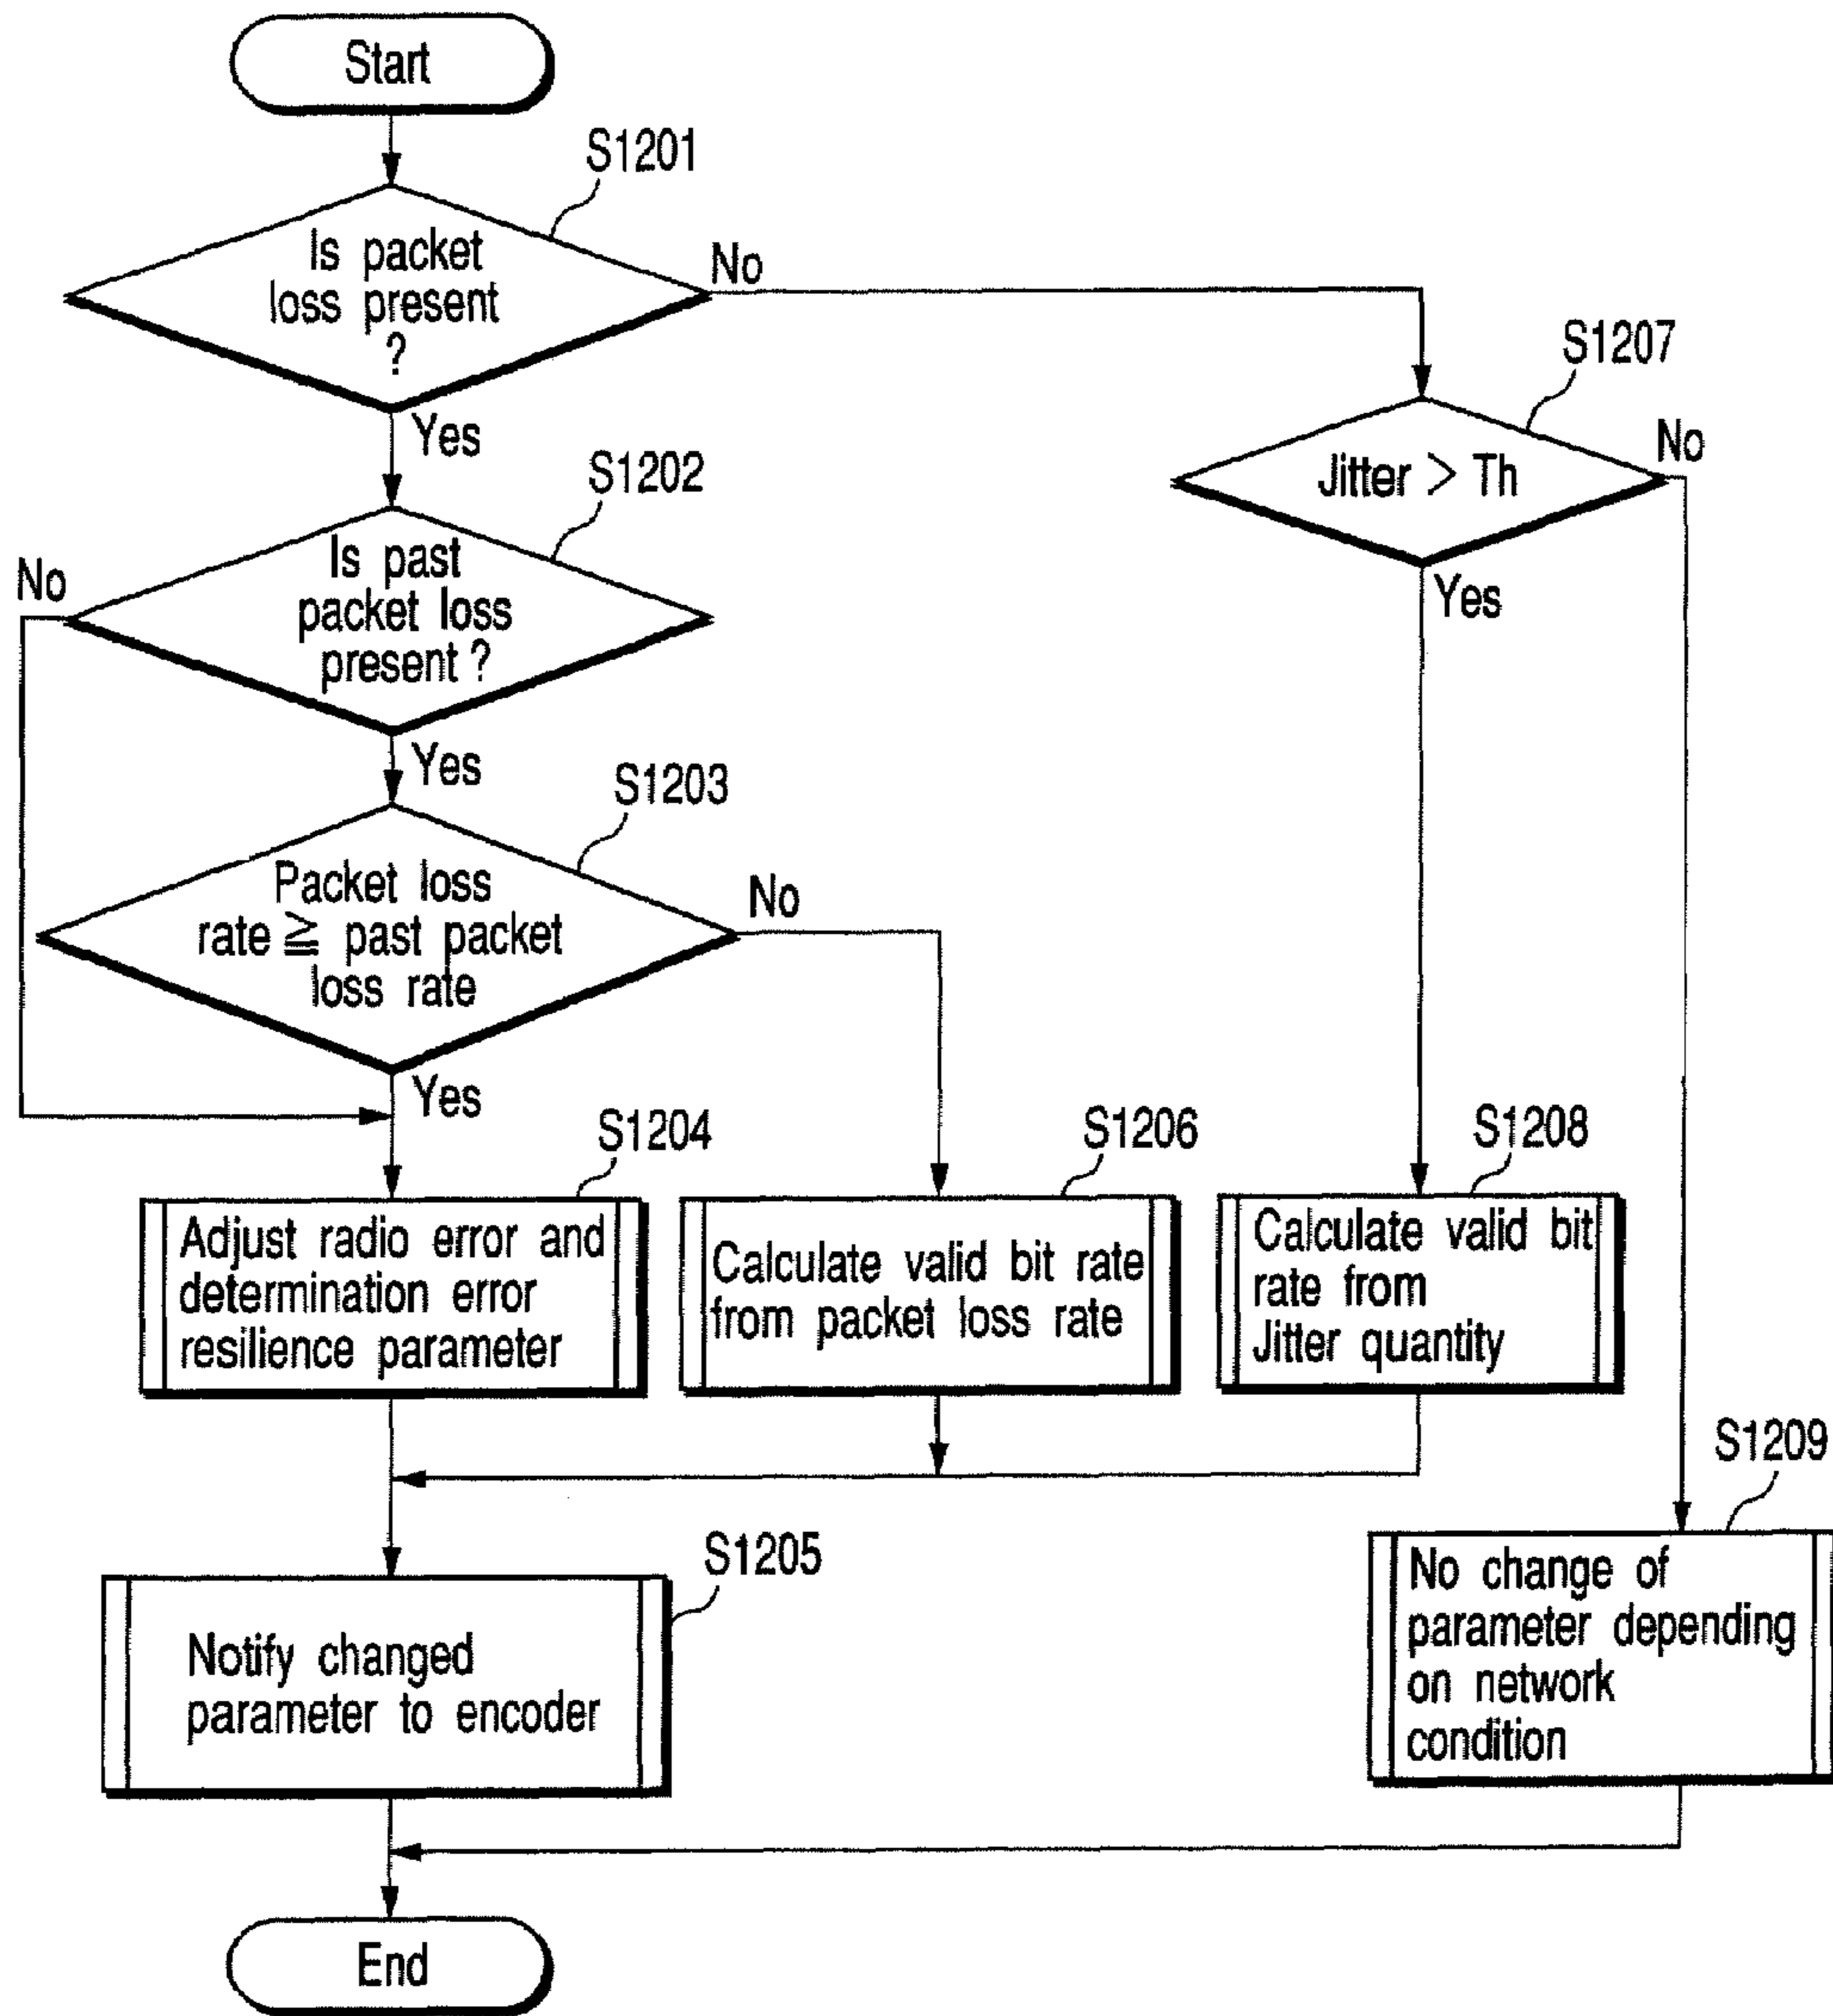 Start
S1201
Is packet
loss present
?
No
Yes
S1207
Jitter > Th
No
Yes
S1202
Is past
packet loss
present ?
No
Yes
S1203
Packet loss
rate ≧ past packet
loss rate
No
Yes
S1204
Adjust radio error and
determination error
resilience parameter
S1206
Calculate valid bit rate
from packet loss rate
S1208
Calculate valid bit
rate from
Jitter quantity
S1209
No change of
parameter depending
on network
condition
S1205
Notify changed
parameter to encoder
End